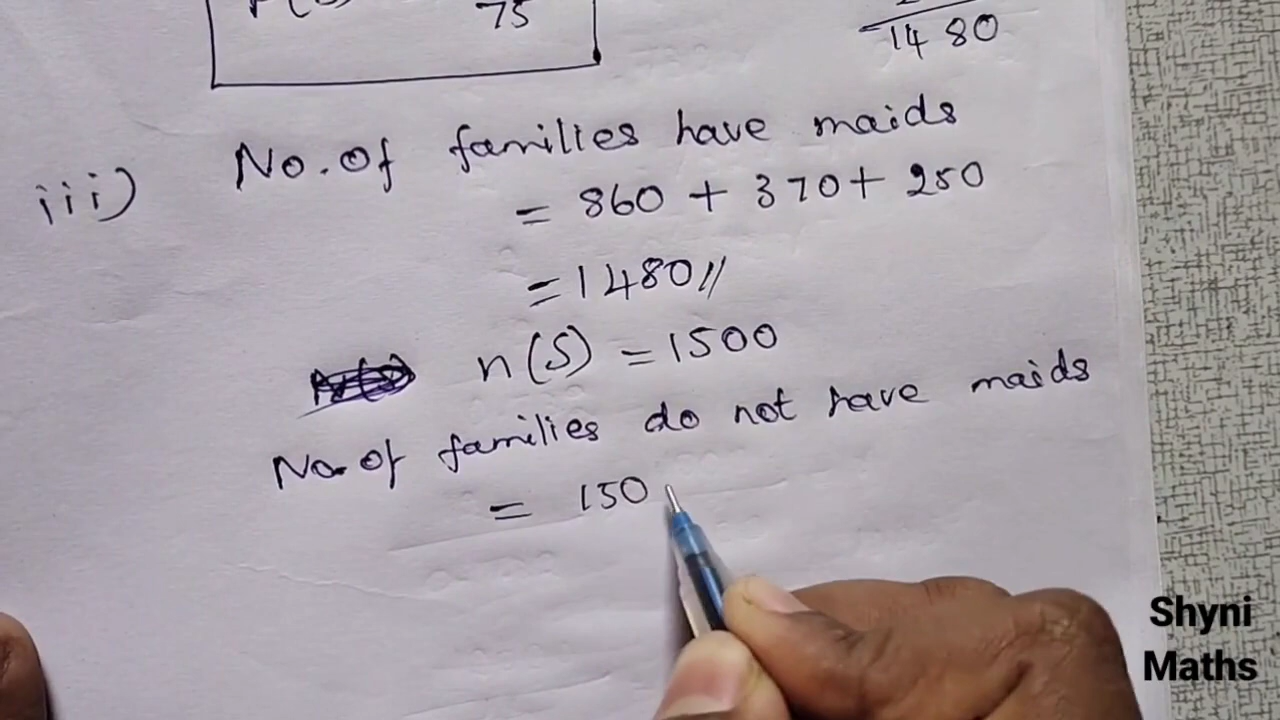 75
1480
iii) No. of families have maids
= 860 + 370 + 250
= 1480 //
n(S) = 1500
No. of families do not have maids
= 150
Shyni
Maths